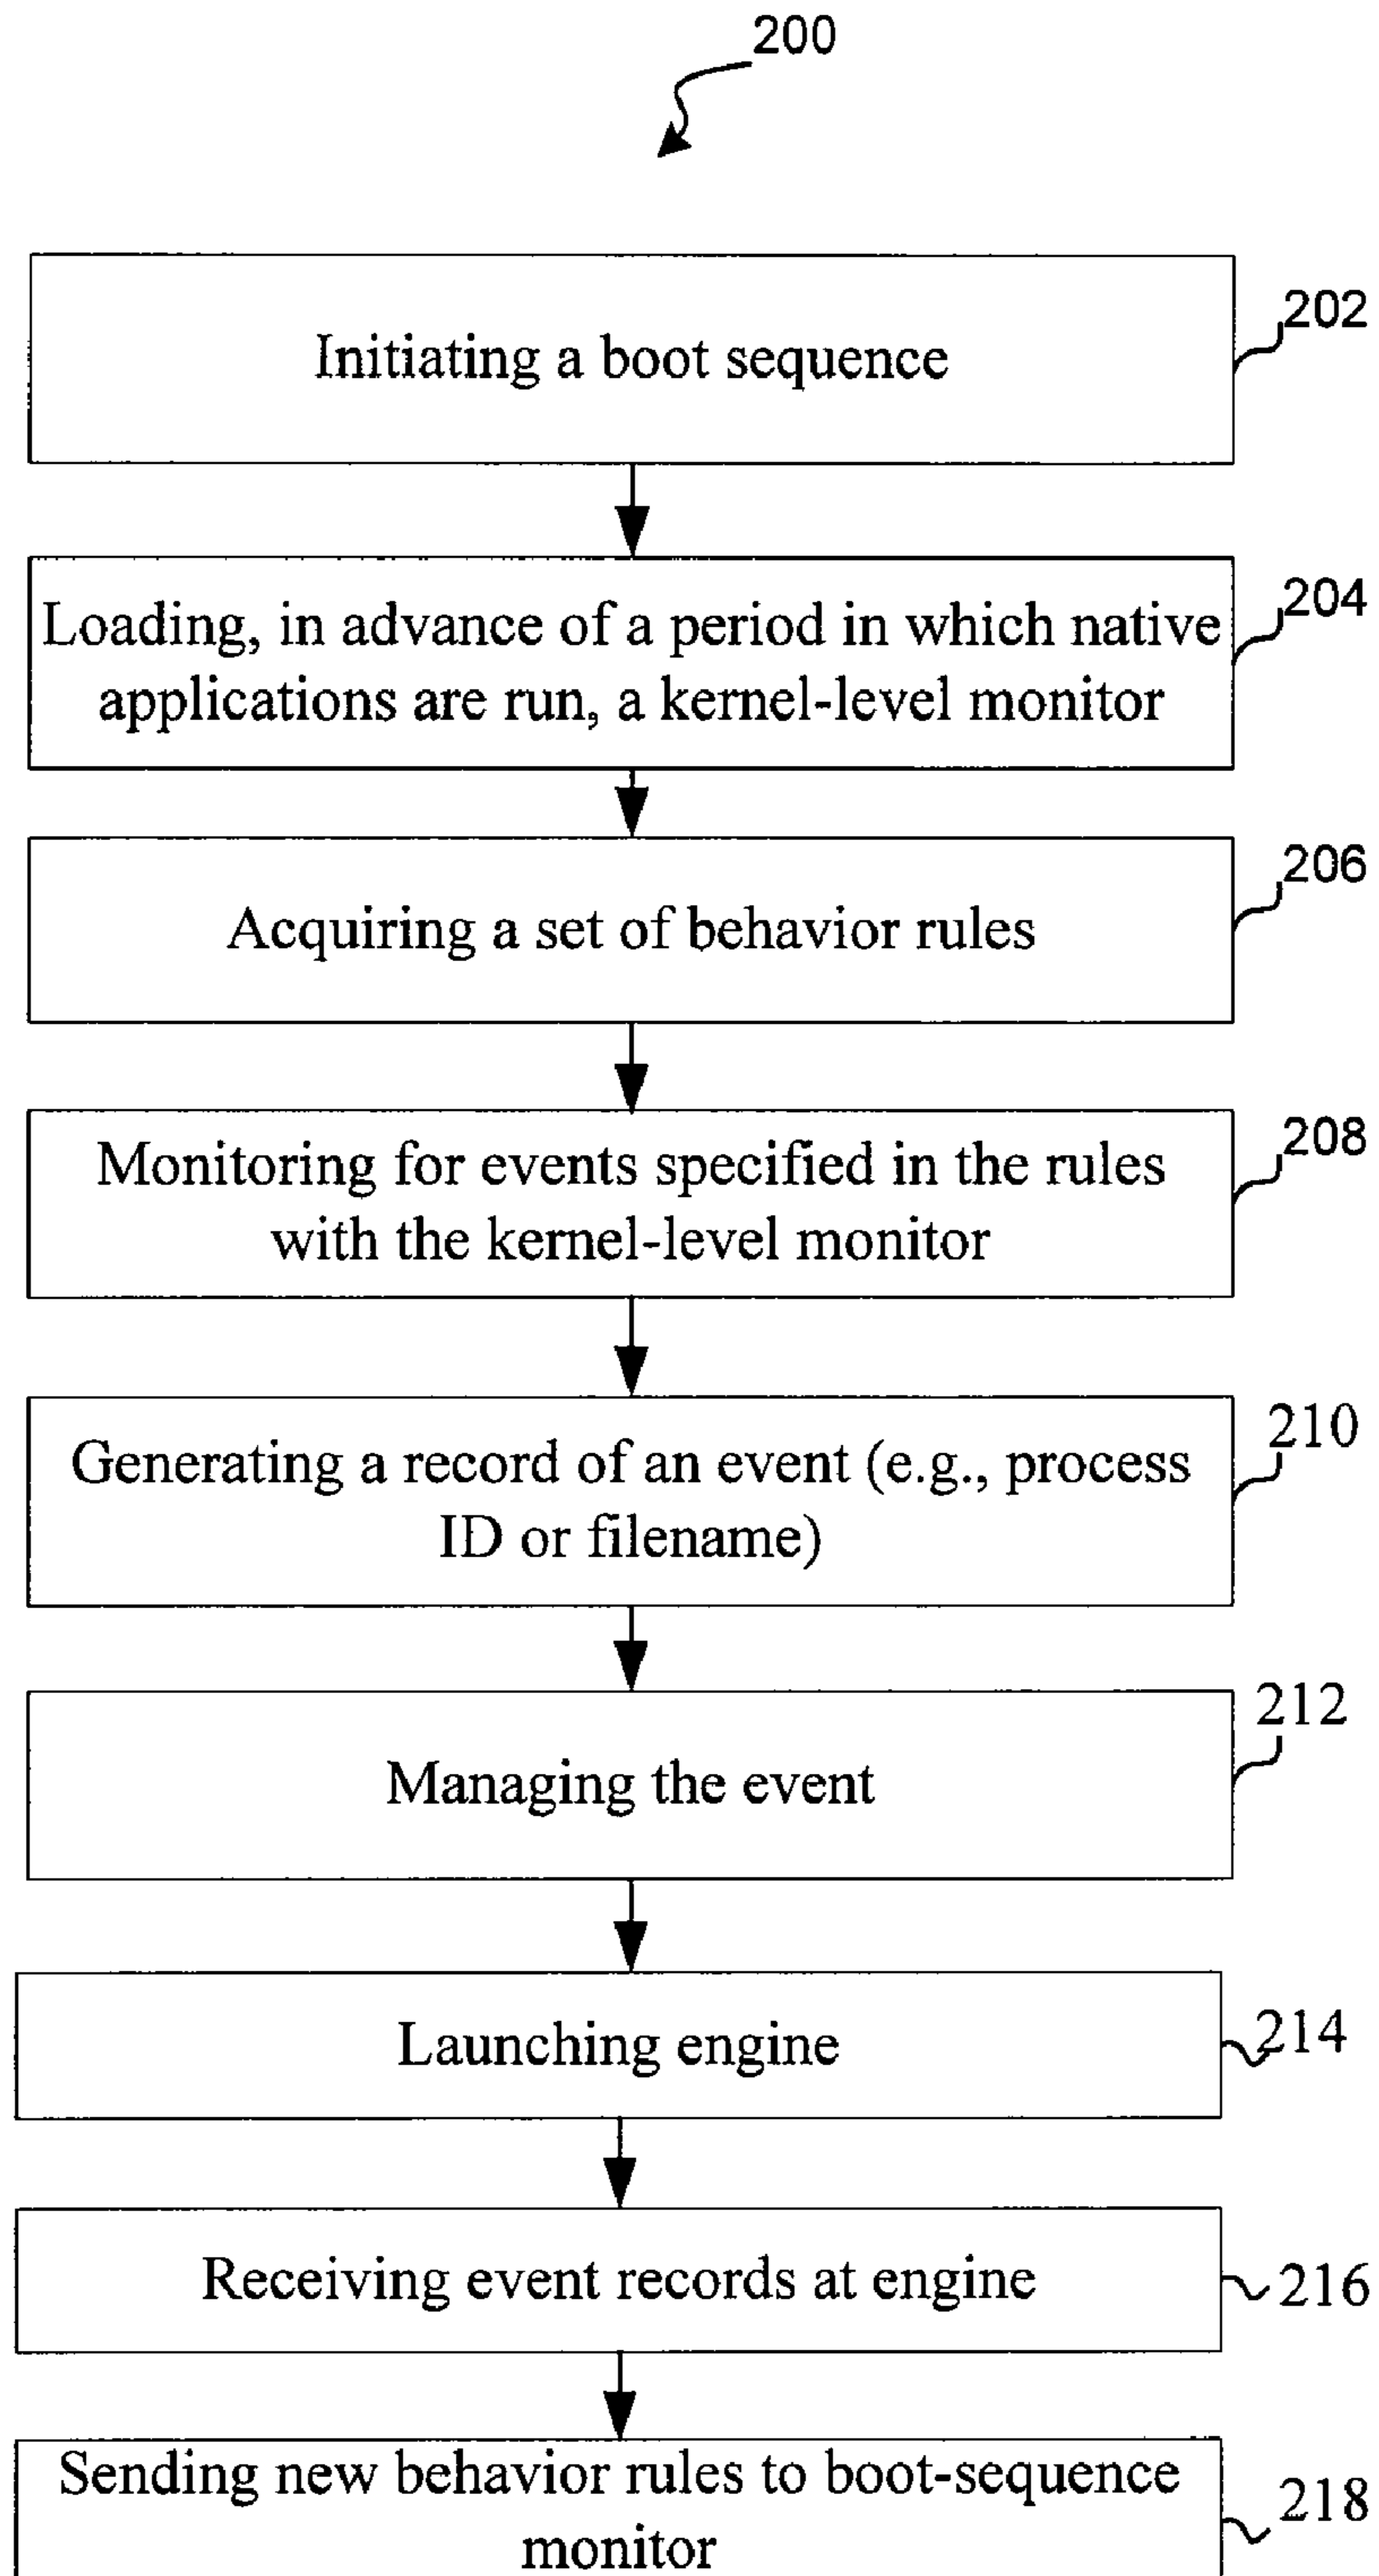 200
Initiating a boot sequence
202
Loading, in advance of a period in which native
applications are run, a kernel-level monitor
204
Acquiring a set of behavior rules
206
Monitoring for events specified in the rules
with the kernel-level monitor
208
Generating a record of an event (e.g., process
ID or filename)
210
Managing the event
212
Launching engine
214
Receiving event records at engine
216
Sending new behavior rules to boot-sequence
monitor
218